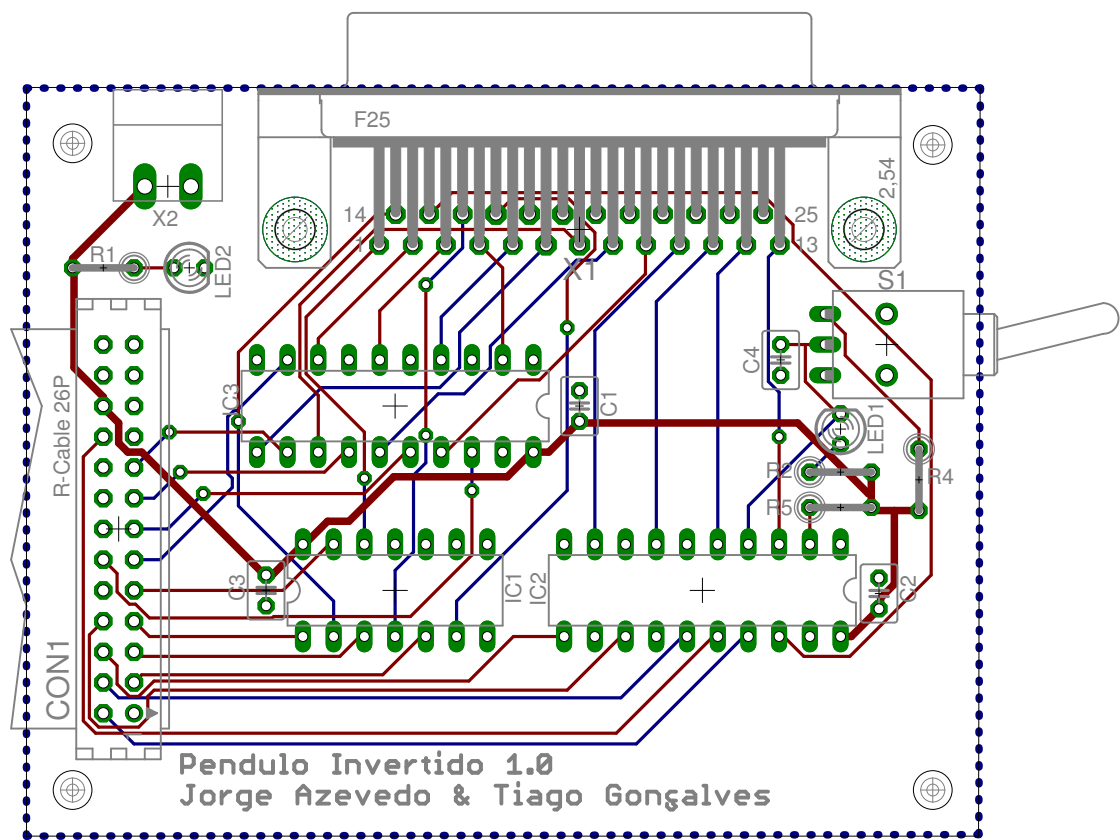 F25
2,54
X2
14
25
1
13
X1
R1
LED2
S1
C4
IC3
C1
R-Cable 26P
LED1
R2
R4
R5
C3
IC1
IC2
C2
CON1
Pendulo Invertido 1.0
Jorge Azevedo & Tiago Gonçalves